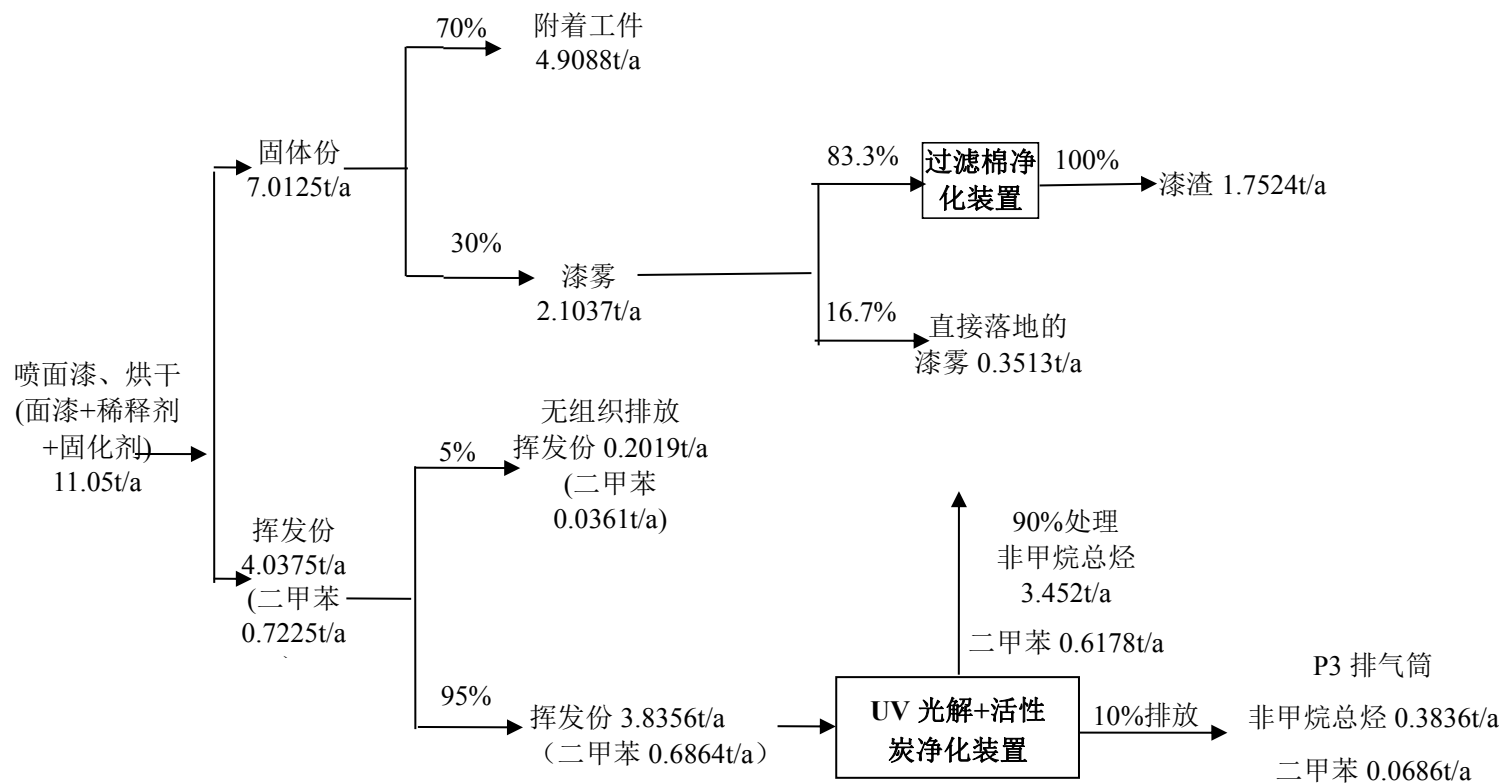 70%
附着工件
4.9088t/a
固体份
7.0125t/a
83.3%
过滤棉净
化装置
100%
漆渣 1.7524t/a
30%
漆雾
2.1037t/a
16.7%
直接落地的
漆雾 0.3513t/a
喷面漆、烘干
(面漆+稀释剂
+固化剂)
11.05t/a
5%
无组织排放
挥发份 0.2019t/a
(二甲苯
0.0361t/a)
挥发份
4.0375t/a
(二甲苯
0.7225t/a
90%处理
非甲烷总烃
3.452t/a
二甲苯 0.6178t/a
95%
挥发份 3.8356t/a
（二甲苯 0.6864t/a）
UV 光解+活性
炭净化装置
10%排放
P3 排气筒
非甲烷总烃 0.3836t/a
二甲苯 0.0686t/a